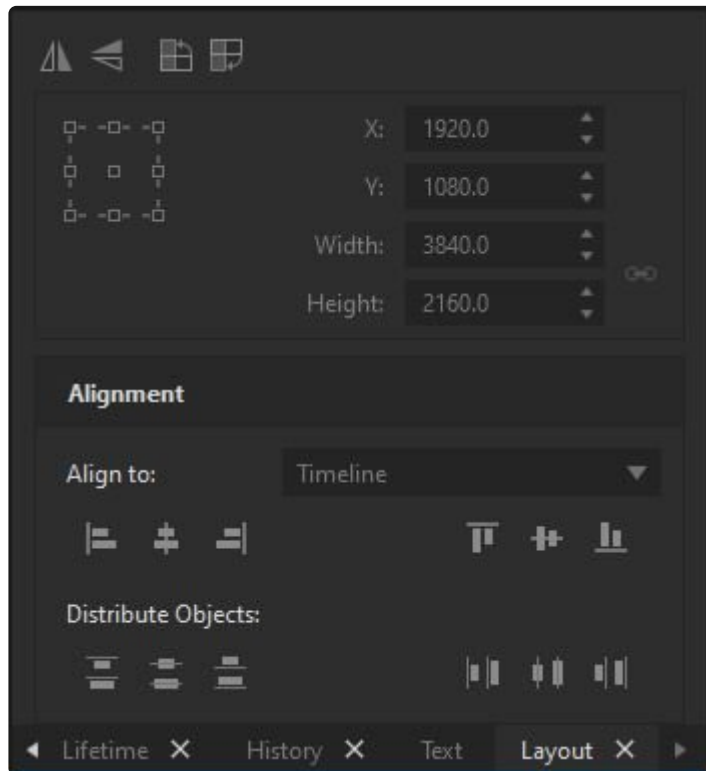 X: 1920.0
Y: 1080.0
Width: 3840.0
Height: 2160.0
Alignment
Align to: Timeline
Distribute Objects:
Lifetime History Text Layout